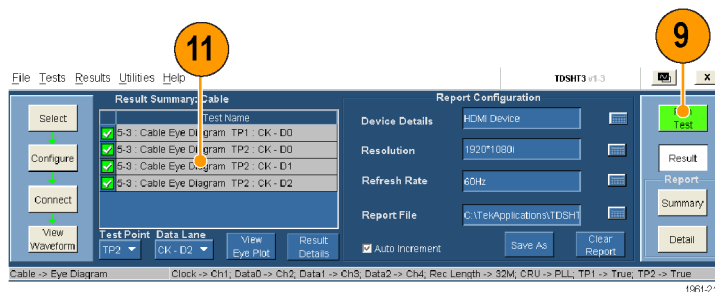 11
9
File Tests Results Utilities Help
TDSHT3 v1.3
x
Select
Configure
Connect
View Waveform
Result Summary: Cable
Test Name
5-3 : Cable Eye Diagram TP1 : CK - D0
5-3 : Cable Eye Diagram TP2 : CK - D0
5-3 : Cable Eye Diagram TP2 : CK - D1
5-3 : Cable Eye Diagram TP2 : CK - D2
Test Point Data Lane
TP2 CK - D2
View Eye Plot
Result Details
Report Configuration
Device Details HDMI Device
Resolution 1920*1080i
Refresh Rate 60Hz
Report File C:\TekApplications\TDSHT
Auto Increment
Save As
Clear Report
Test
Result
Report
Summary
Detail
Cable -> Eye Diagram
Clock -> Ch1; Data0 -> Ch2; Data1 -> Ch3; Data2 -> Ch4; Rec Length -> 32M; CRU -> PLL; TP1 -> True; TP2 -> True